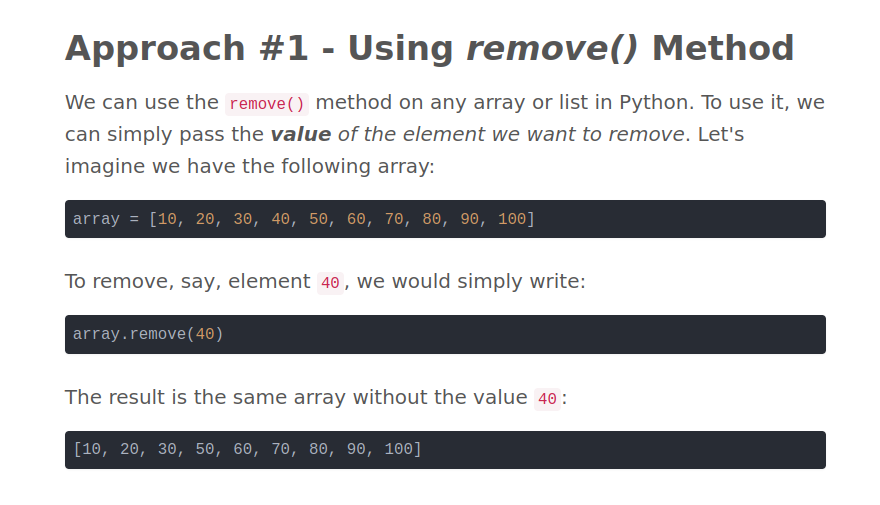 Approach #1 - Using remove() Method
We can use the remove() method on any array or list in Python. To use it, we
can simply pass the value of the element we want to remove. Let's
imagine we have the following array:
array = [10, 20, 30, 40, 50, 60, 70, 80, 90, 100]
To remove, say, element 40, we would simply write:
array.remove(40)
The result is the same array without the value 40:
[10, 20, 30, 50, 60, 70, 80, 90, 100]